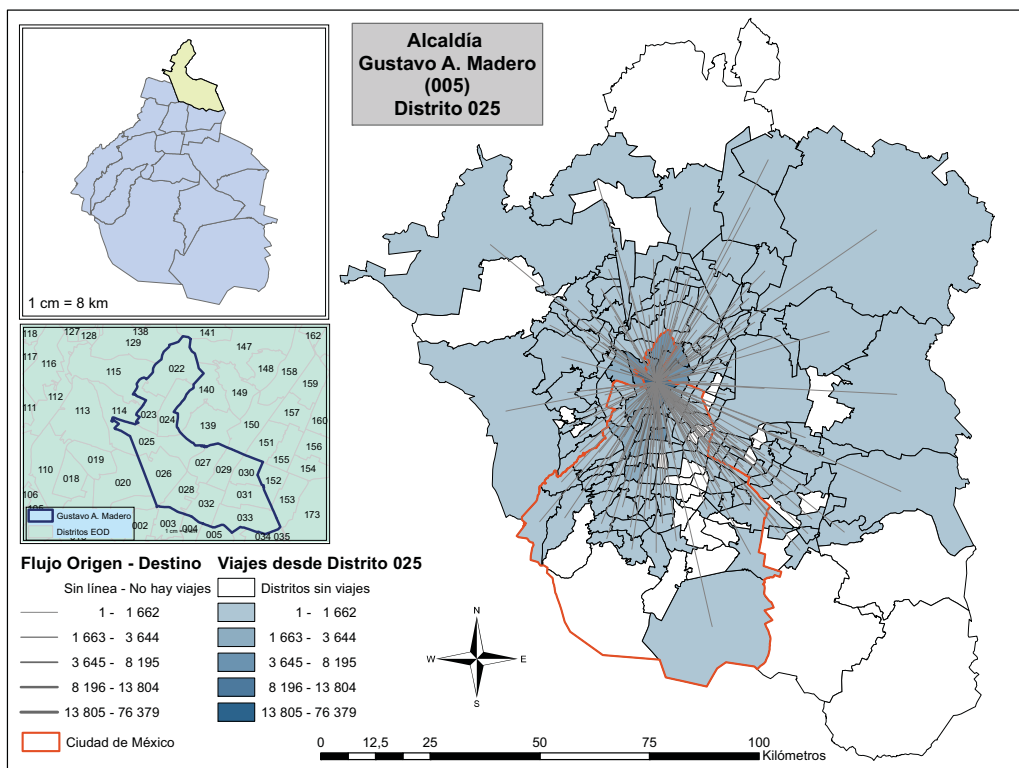 Alcaldía
Gustavo A. Madero
(005)
Distrito 025
1 cm = 8 km
118
127
128
138
129
141
162
147
117
116
115
022
148
158
159
112
140
149
111
113
114
023
024
157
160
139
150
025
151
156
019
027
155
110
018
020
026
029
030
154
152
028
106
031
032
153
002
003
004
005
033
173
034
035
1 cm =
Gustavo A. Madero
Distritos EOD
Flujo Origen - Destino
Sin línea - No hay viajes
1 - 1 662
1 663 - 3 644
3 645 - 8 195
8 196 - 13 804
13 805 - 76 379
Ciudad de México
Viajes desde Distrito 025
Distritos sin viajes
1 - 1 662
1 663 - 3 644
3 645 - 8 195
8 196 - 13 804
13 805 - 76 379
N
W
E
S
0 12,5 25 50 75 100
Kilómetros